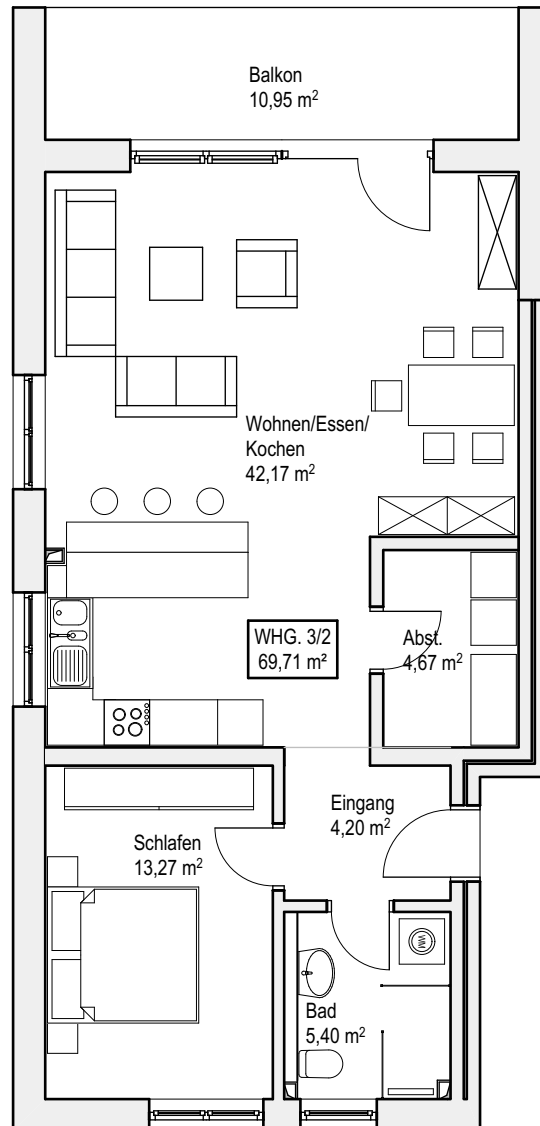 Balkon
10,95 m²
Wohnen/Essen/
Kochen
42,17 m²
WHG. 3/2
69,71 m²
Abst.
4,67 m²
Eingang
4,20 m²
Schlafen
13,27 m²
WM
Bad
5,40 m²